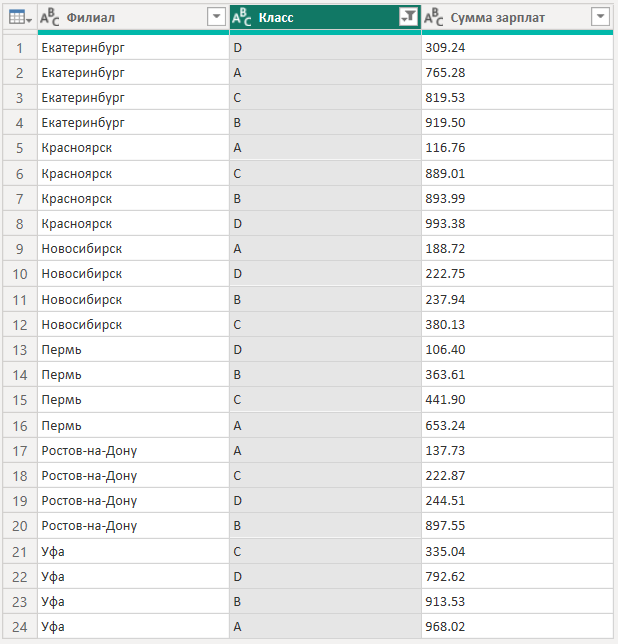 ABC Филиал ABC Класс ABC Сумма зарплат
1 Екатеринбург D 309.24
2 Екатеринбург A 765.28
3 Екатеринбург C 819.53
4 Екатеринбург B 919.50
5 Красноярск A 116.76
6 Красноярск C 889.01
7 Красноярск B 893.99
8 Красноярск D 993.38
9 Новосибирск A 188.72
10 Новосибирск D 222.75
11 Новосибирск B 237.94
12 Новосибирск C 380.13
13 Пермь D 106.40
14 Пермь B 363.61
15 Пермь C 441.90
16 Пермь A 653.24
17 Ростов-на-Дону A 137.73
18 Ростов-на-Дону C 222.87
19 Ростов-на-Дону D 244.51
20 Ростов-на-Дону B 897.55
21 Уфа C 335.04
22 Уфа D 792.62
23 Уфа B 913.53
24 Уфа A 968.02